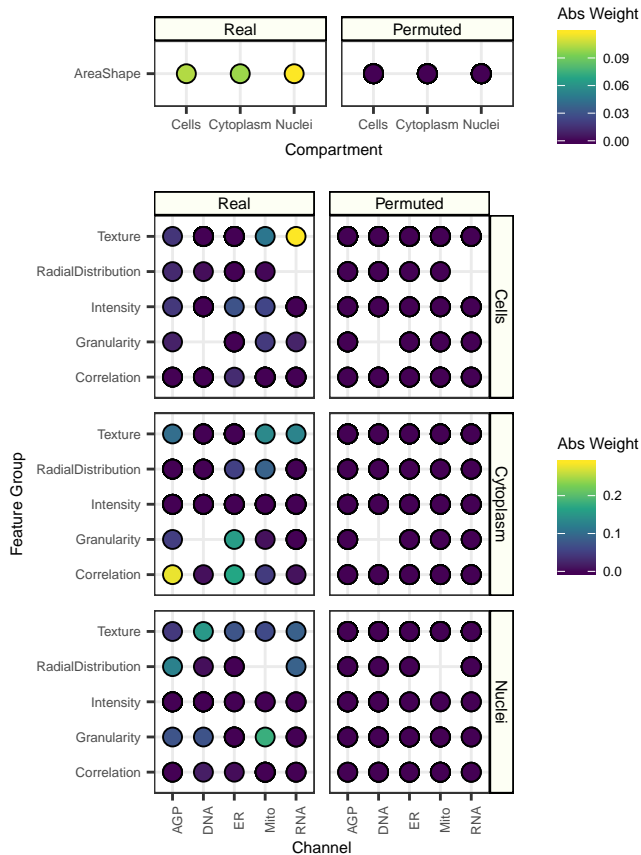 Real
Permuted
AreaShape
Cells
Cytoplasm
Nuclei
Cells
Cytoplasm
Nuclei
Compartment
Abs Weight
0.09
0.06
0.03
0.00
Real
Permuted
Feature Group
Texture
RadialDistribution
Intensity
Granularity
Correlation
Cells
Texture
RadialDistribution
Intensity
Granularity
Correlation
Cytoplasm
Texture
RadialDistribution
Intensity
Granularity
Correlation
Nuclei
AGP
DNA
ER
Mito
RNA
AGP
DNA
ER
Mito
RNA
Channel
Abs Weight
0.2
0.1
0.0